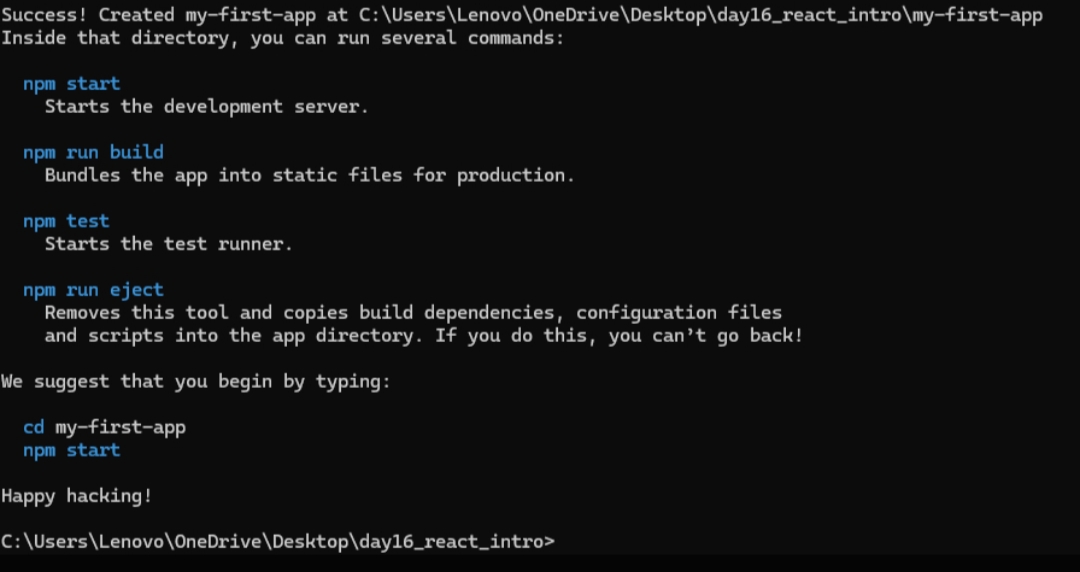 Success! Created my-first-app at C:\Users\Lenovo\OneDrive\Desktop\day16_react_intro\my-first-app
Inside that directory, you can run several commands:
npm start
Starts the development server.
npm run build
Bundles the app into static files for production.
npm test
Starts the test runner.
npm run eject
Removes this tool and copies build dependencies, configuration files
and scripts into the app directory. If you do this, you can’t go back!
We suggest that you begin by typing:
cd my-first-app
npm start
Happy hacking!
C:\Users\Lenovo\OneDrive\Desktop\day16_react_intro>